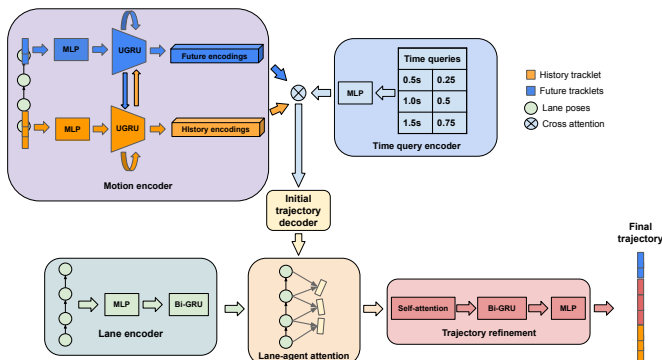 MLP
UGRU
Future encodings
MLP
UGRU
HIstory encodings
Motion encoder
MLP
Time queries
0.5s 0.25
1.0s 0.5
1.5s 0.75
Time query encoder
History tracklet
Future tracklets
Lane poses
Cross attention
Initial
trajectory
decoder
MLP
Bi-GRU
Lane encoder
Lane-agent attention
Self-attention
Bi-GRU
MLP
Trajectory refinement
Final
trajectory